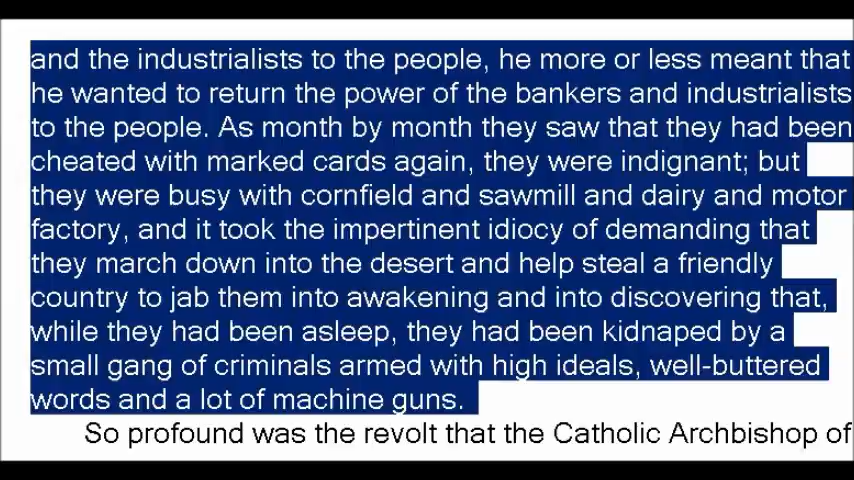 and the industrialists to the people, he more or less meant that
he wanted to return the power of the bankers and industrialists
to the people. As month by month they saw that they had been
cheated with marked cards again, they were indignant; but
they were busy with cornfield and sawmill and dairy and motor
factory, and it took the impertinent idiocy of demanding that
they march down into the desert and help steal a friendly
country to jab them into awakening and into discovering that,
while they had been asleep, they had been kidnaped by a
small gang of criminals armed with high ideals, well-buttered
words and a lot of machine guns.
So profound was the revolt that the Catholic Archbishop of